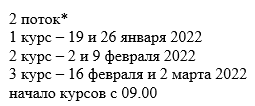 2 поток*
1 курс – 19 и 26 января 2022
2 курс – 2 и 9 февраля 2022
3 курс – 16 февраля и 2 марта 2022
начало курсов с 09.00